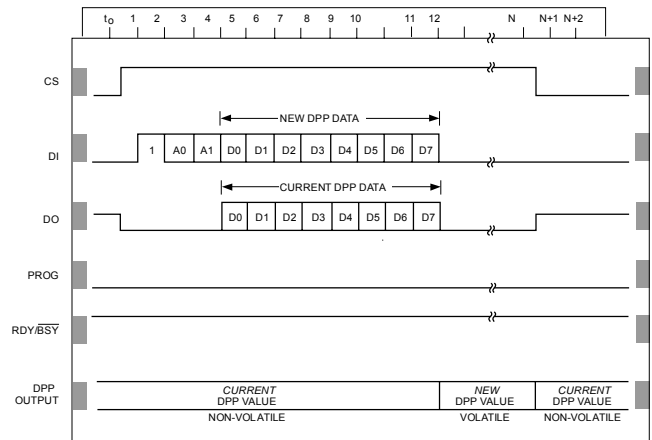 t₀ 1 2 3 4 5 6 7 8 9 10 11 12 N N+1 N+2
CS
NEW DPP DATA
DI 1 A0 A1 D0 D1 D2 D3 D4 D5 D6 D7
CURRENT DPP DATA
DO D0 D1 D2 D3 D4 D5 D6 D7
PROG
RDY/B̅S̅Y̅
DPP OUTPUT
CURRENT DPP VALUE
NON-VOLATILE
NEW DPP VALUE
VOLATILE
CURRENT DPP VALUE
NON-VOLATILE